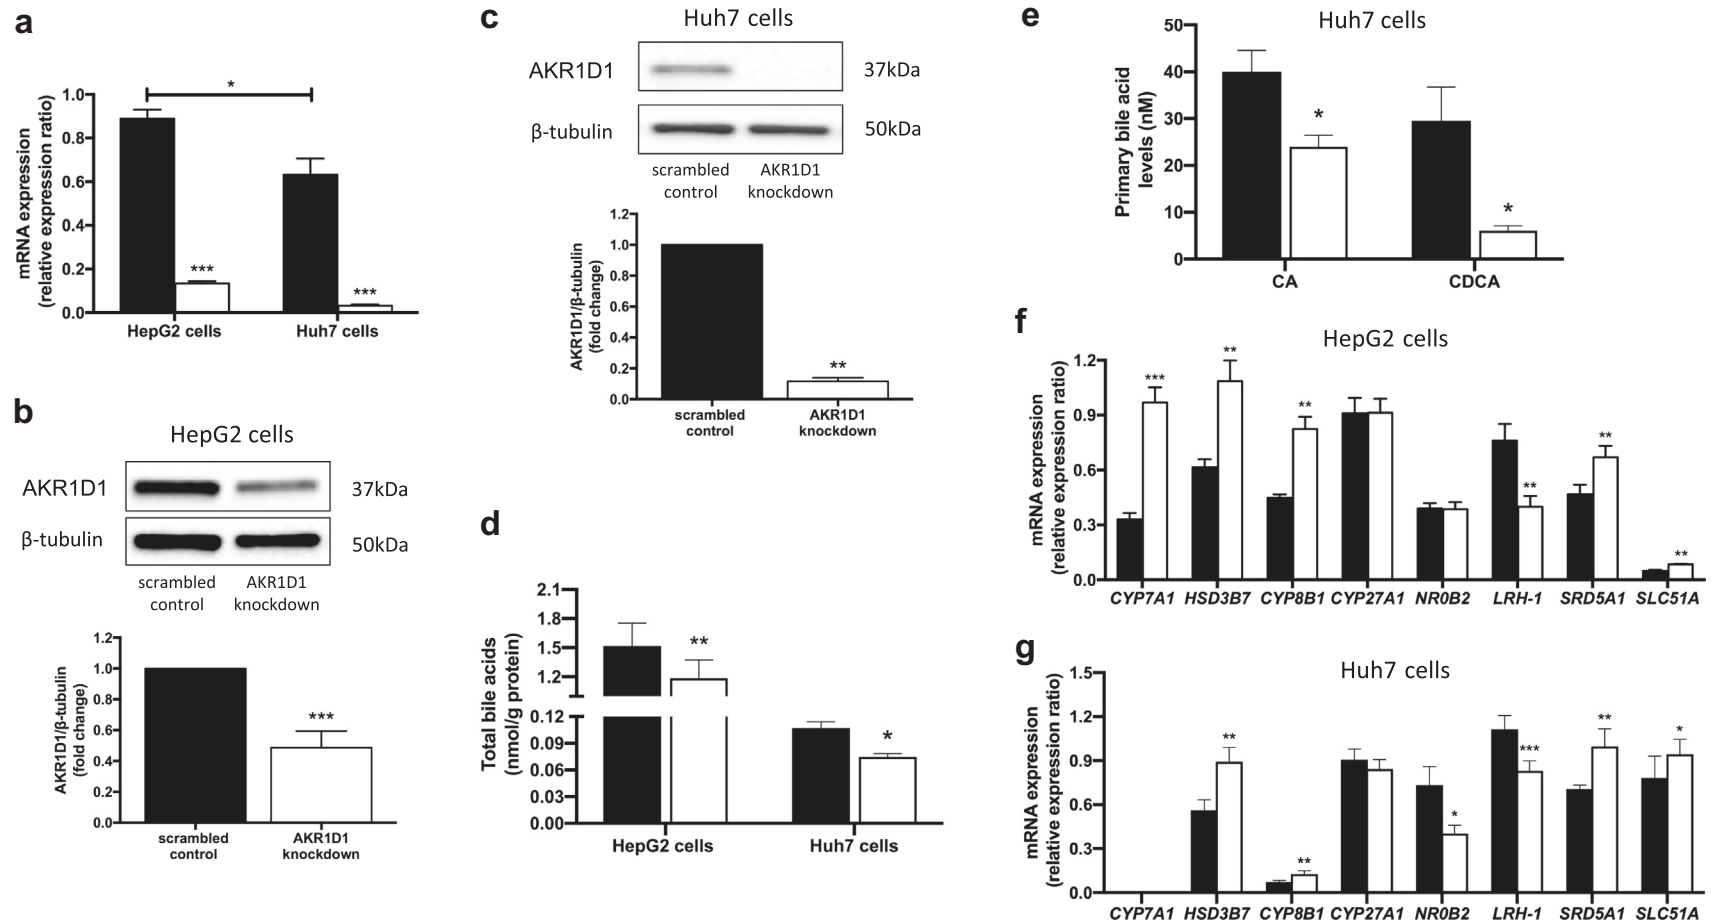 a
mRNA expression
(relative expression ratio)
1.0
0.8
0.6
0.4
0.2
0.0
*
***
***
HepG2 cells
Huh7 cells
b
HepG2 cells
AKR1D1
37kDa
β-tubulin
50kDa
scrambled
control
AKR1D1
knockdown
AKR1D1/β-tubulin
(fold change)
1.2
1.0
0.8
0.6
0.4
0.2
0.0
***
scrambled
control
AKR1D1
knockdown
c
Huh7 cells
AKR1D1
37kDa
β-tubulin
50kDa
scrambled
control
AKR1D1
knockdown
AKR1D1/β-tubulin
(fold change)
1.2
1.0
0.8
0.6
0.4
0.2
0.0
**
scrambled
control
AKR1D1
knockdown
d
Total bile acids
(nmol/g protein)
2.1
1.8
1.5
1.2
0.12
0.09
0.06
0.03
0.00
**
*
HepG2 cells
Huh7 cells
e
Huh7 cells
Primary bile acid
levels (nM)
50
40
30
20
10
0
*
*
CA
CDCA
f
HepG2 cells
mRNA expression
(relative expression ratio)
1.2
0.9
0.6
0.3
0.0
***
**
**
**
**
**
CYP7A1 HSD3B7 CYP8B1 CYP27A1 NR0B2 LRH-1 SRD5A1 SLC51A
g
Huh7 cells
mRNA expression
(relative expression ratio)
1.5
1.2
0.9
0.6
0.3
0.0
**
**
*
***
**
*
CYP7A1 HSD3B7 CYP8B1 CYP27A1 NR0B2 LRH-1 SRD5A1 SLC51A